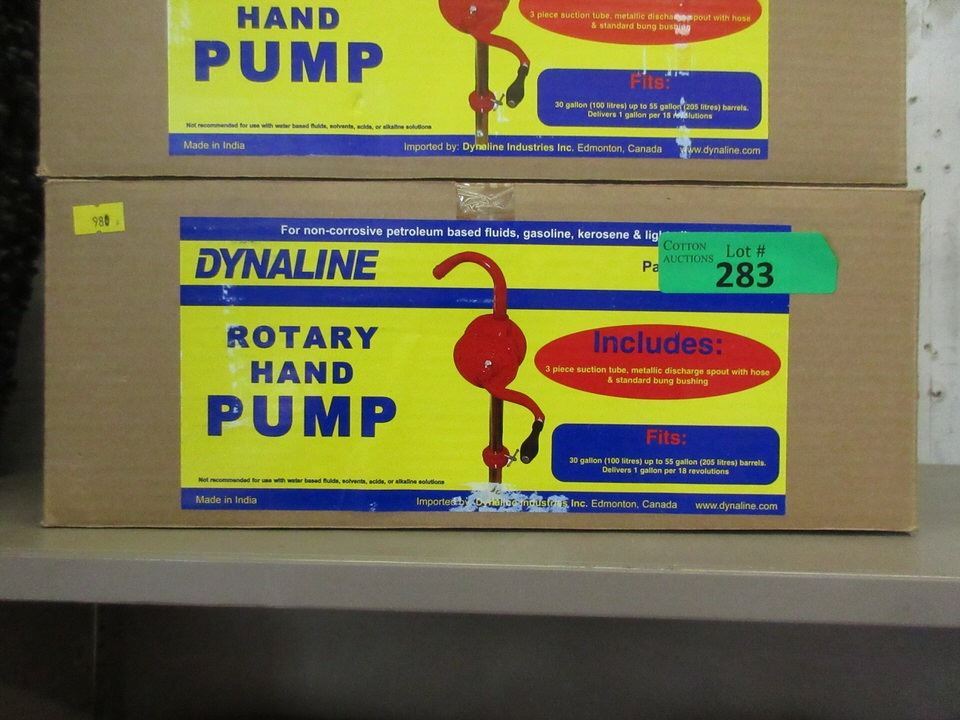 HAND
PUMP
3 piece suction tube, metallic discharge spout with hose
& standard bung bushing
Fits:
30 gallon (100 litres) up to 55 gallon (205 litres) barrels.
Delivers 1 gallon per 18 revolutions
Not recommended for use with water based fluids, solvents, acids, or alkaline solutions
Made in India
Imported by: Dynaline Industries Inc. Edmonton, Canada
www.dynaline.com
For non-corrosive petroleum based fluids, gasoline, kerosene &
DYNALINE
COTTON
AUCTIONS
Lot #
283
ROTARY
HAND
PUMP
Includes:
3 piece suction tube, metallic discharge spout with hose
& standard bung bushing
Fits:
30 gallon (100 litres) up to 55 gallon (205 litres) barrels.
Delivers 1 gallon per 18 revolutions
Not recommended for use with water based fluids, solvents, acids, or alkaline solutions
Made in India
Imported by: Dynaline Industries Inc. Edmonton, Canada
www.dynaline.com